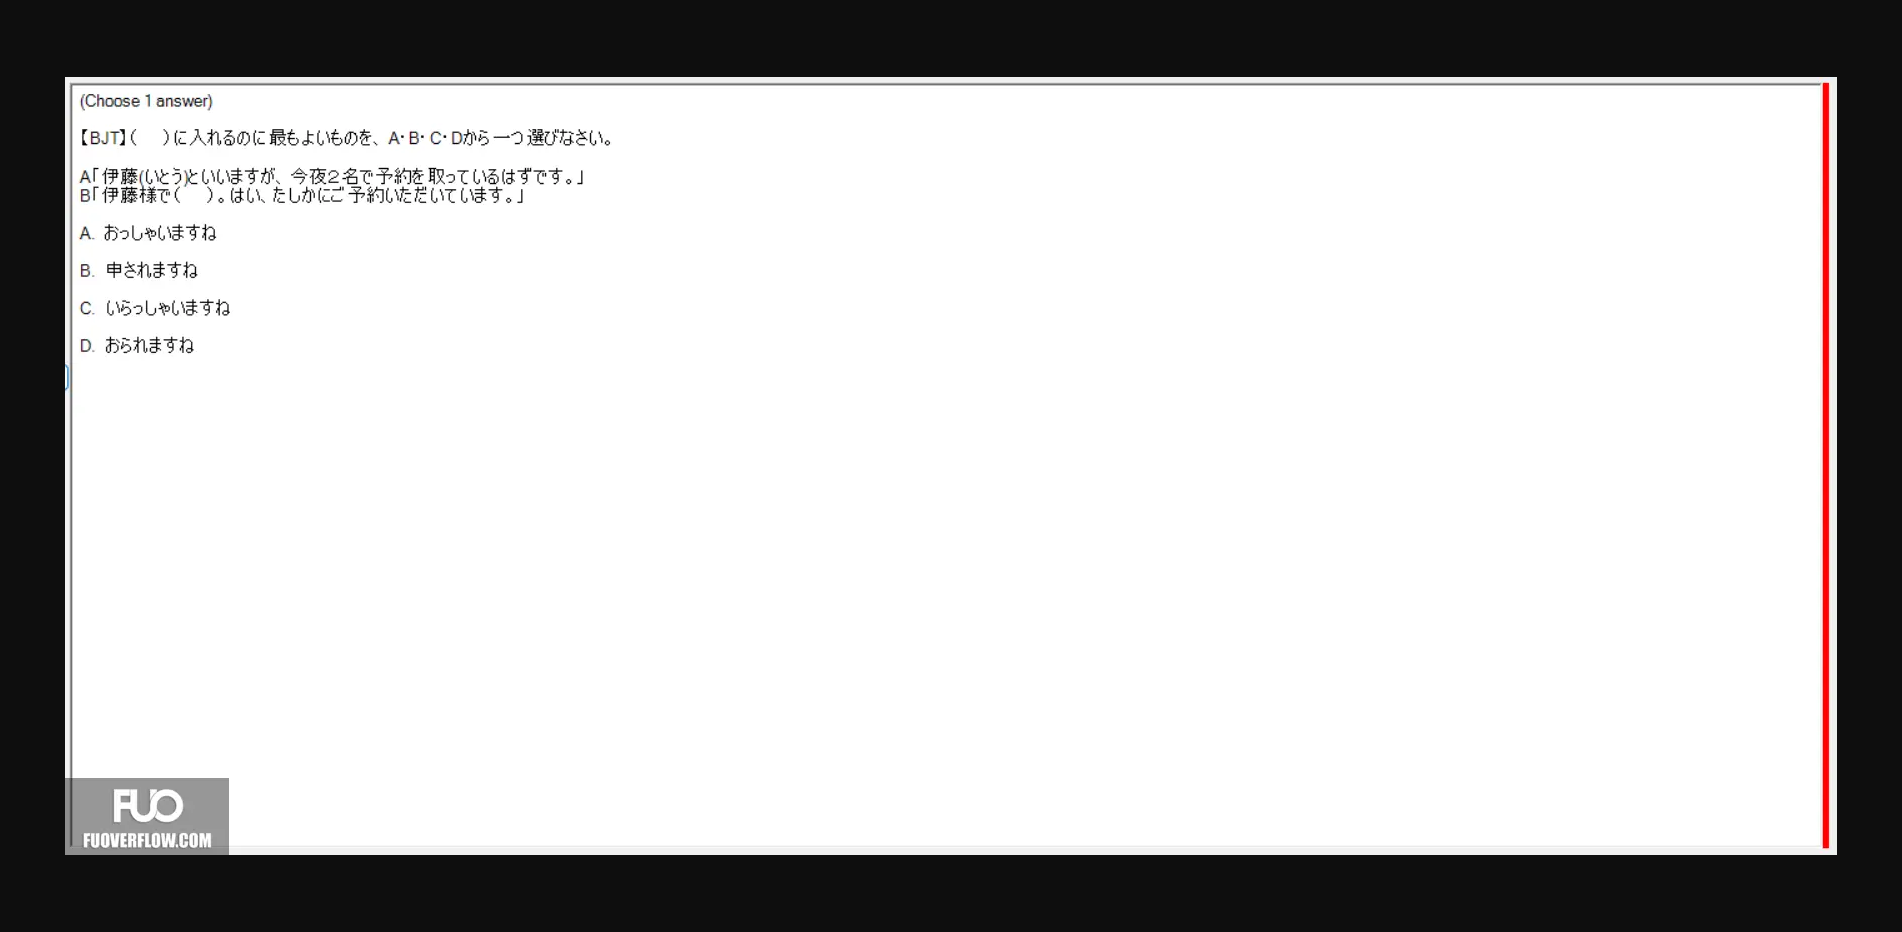 (Choose 1 answer)
【BJT】(　)に入れるのに最もよいものを、A・B・C・Dから一つ選びなさい。
A「伊藤(いとう)といいますが、今夜２名で予約を取っているはずです。」
B「伊藤様で(　)。はい、たしかにご予約いただいています。」
A. おっしゃいますね
B. 申されますね
C. いらっしゃいますね
D. おられますね
FUO
FUOVERFLOW.COM